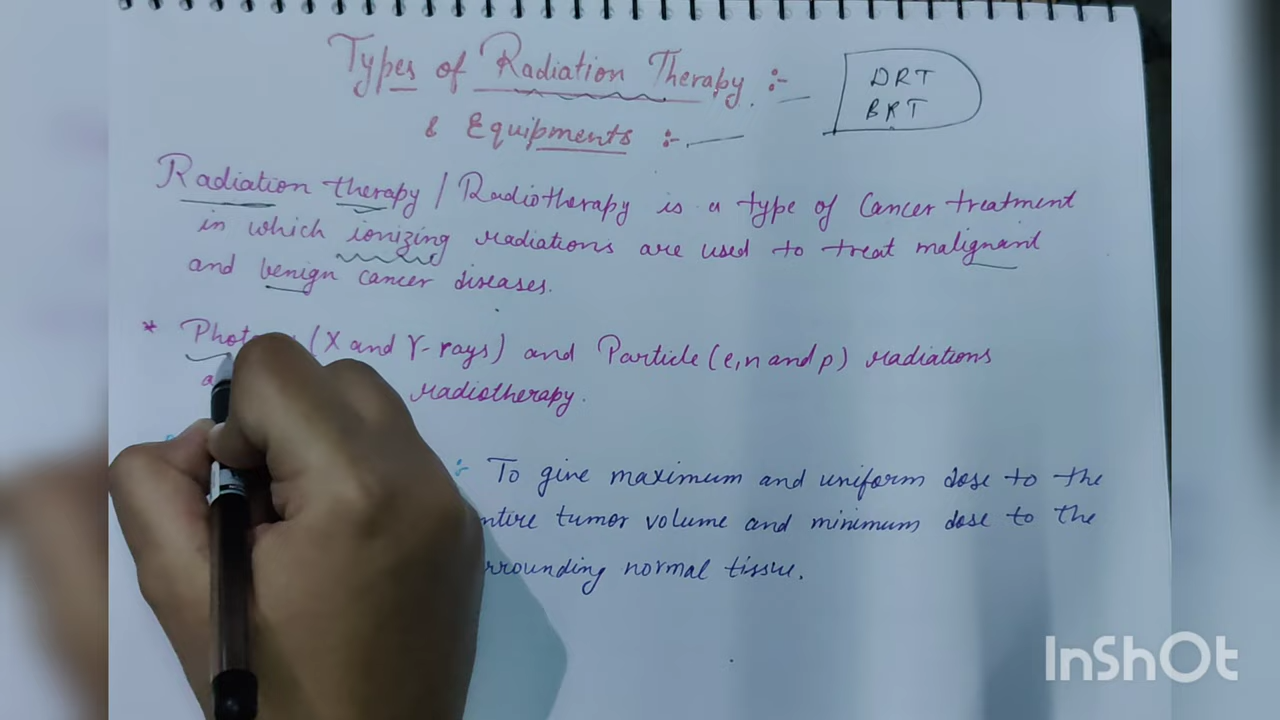 Types of Radiation Therapy :-
& Equipments :-
DRT
BRT
Radiation therapy / Radiotherapy is a type of Cancer treatment
in which ionizing radiations are used to treat malignant
and benign cancer diseases.
* (X and γ-rays) and Particle (e, n and p) radiations
radiotherapy.
:- To give maximum and uniform dose to the
tumor volume and minimum dose to the
normal tissue.
InShOt